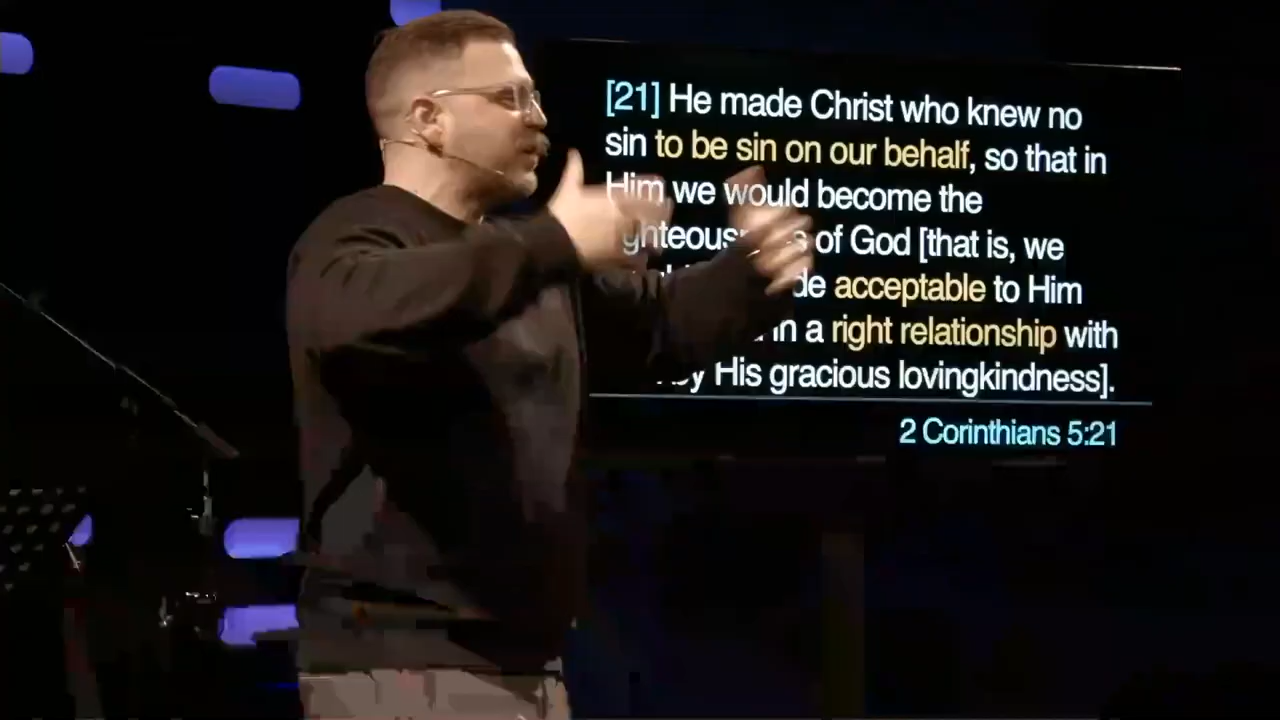 [21] He made Christ who knew no
sin to be sin on our behalf, so that in
Him we would become the
of God [that is, we
acceptable to Him
in a right relationship with
by His gracious lovingkindness].
2 Corinthians 5:21